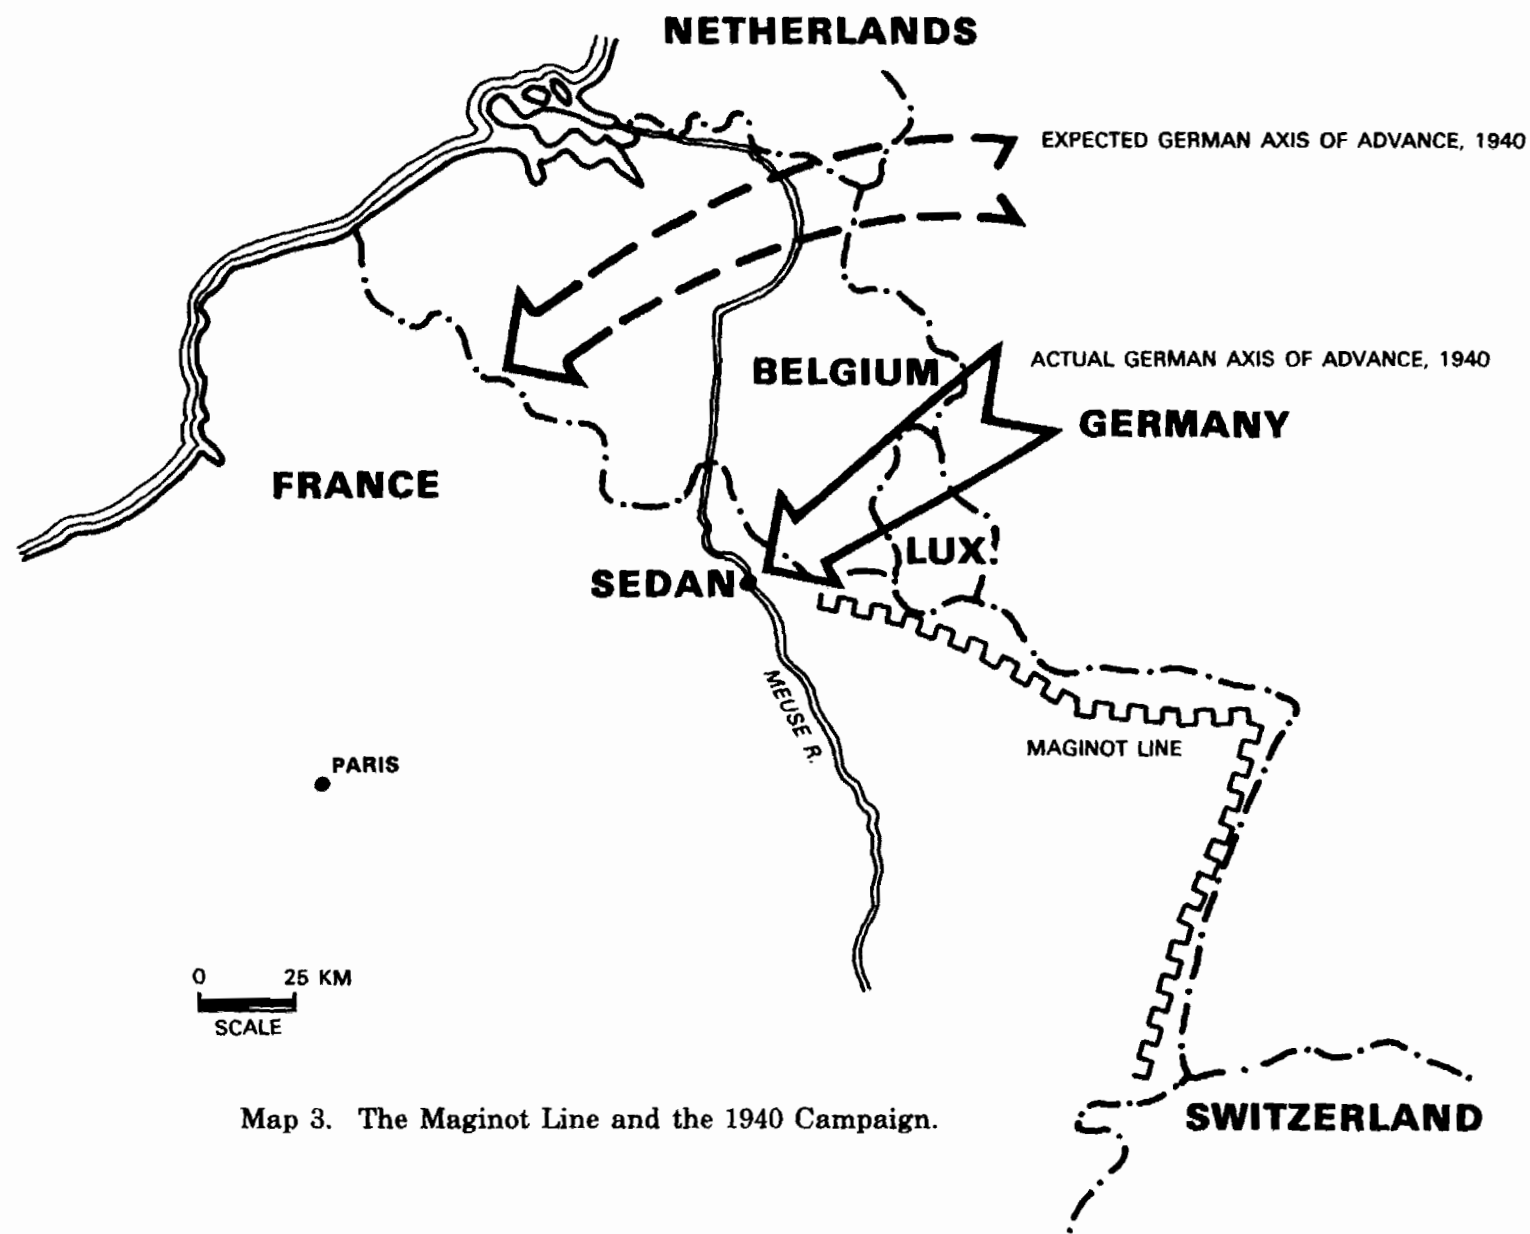 NETHERLANDS
EXPECTED GERMAN AXIS OF ADVANCE, 1940
BELGIUM
ACTUAL GERMAN AXIS OF ADVANCE, 1940
GERMANY
FRANCE
LUX.
SEDAN
MEUSE R.
MAGINOT LINE
PARIS
0 25 KM
SCALE
Map 3. The Maginot Line and the 1940 Campaign.
SWITZERLAND